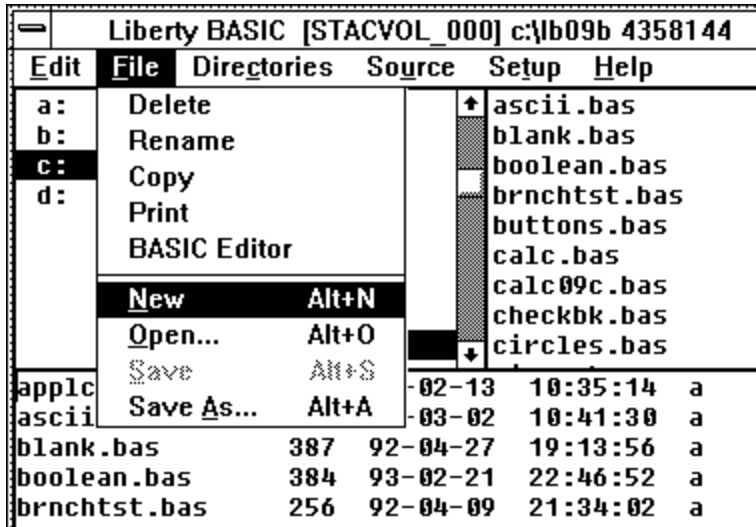 Liberty BASIC [STACVOL_000] c:\lb09b 4358144
Edit File Directories Source Setup Help
a:
b:
c:
d:
Delete
Rename
Copy
Print
BASIC Editor
New Alt+N
Open... Alt+O
Save Alt+S
Save As... Alt+A
ascii.bas
blank.bas
boolean.bas
brnchtst.bas
buttons.bas
calc.bas
calc09c.bas
checkbk.bas
circles.bas
applc -02-13 10:35:14 a
ascii -03-02 10:41:30 a
blank.bas 387 92-04-27 19:13:56 a
boolean.bas 384 93-02-21 22:46:52 a
brnchtst.bas 256 92-04-09 21:34:02 a